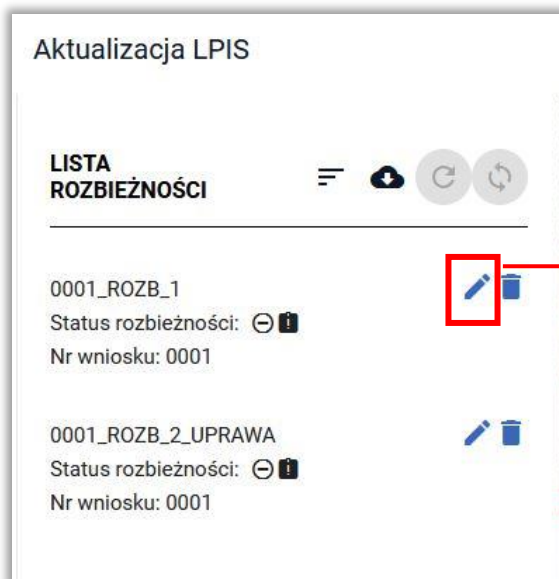 Aktualizacja LPIS
LISTA
ROZBIEŻNOŚCI
0001_ROZB_1
Status rozbieżności:
Nr wniosku: 0001
0001_ROZB_2_UPRAWA
Status rozbieżności:
Nr wniosku: 0001